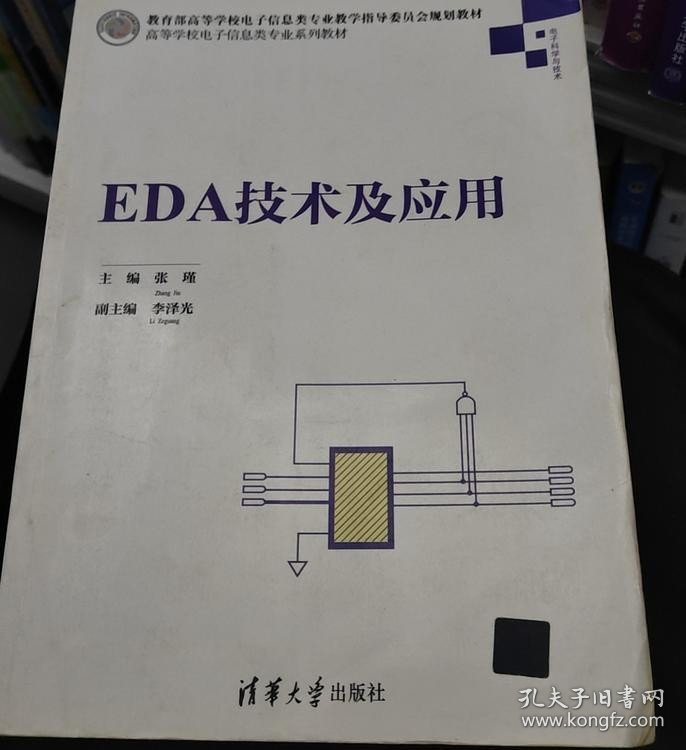 教育部高等学校电子信息类专业教学指导委员会规划教材
高等学校电子信息类专业系列教材
电子科学与技术
EDA技术及应用
主 编 张 瑾
Zhang Jin
副主编 李泽光
Li Zeguang
清华大学出版社
孔夫子旧书网
www.kongfz.com